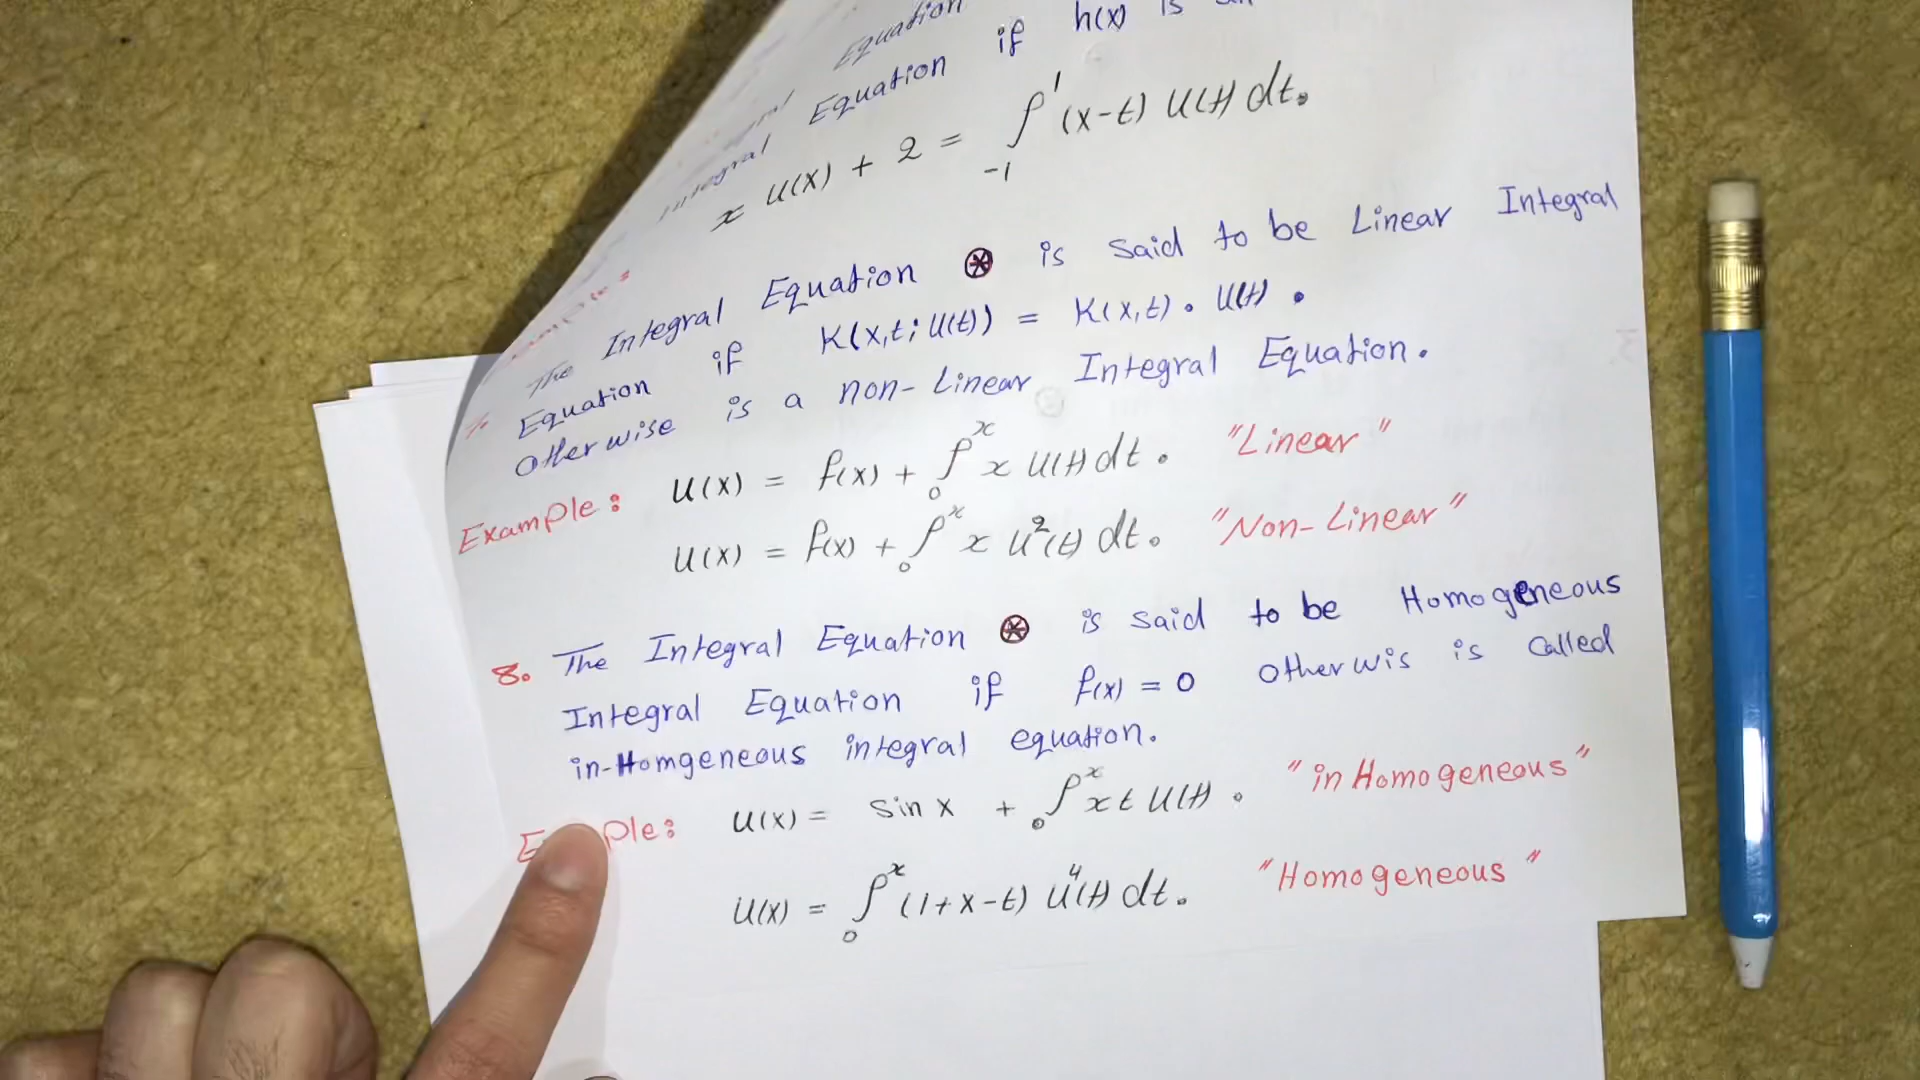 Equation
Equation if h(x) is
Integral
x u(x) + 2 = ∫₋₁¹ (x-t) u(t) dt.
The Integral Equation ⊛ is said to be Linear Integral
Equation if K(x,t; u(t)) = K(x,t) . u(t) .
Otherwise is a non-Linear Integral Equation.
Example: u(x) = f(x) + ∫₀ˣ x u(t) dt. "Linear"
u(x) = f(x) + ∫₀ˣ x u²(t) dt. "Non-Linear"
8. The Integral Equation ⊛ is said to be Homogeneous
Integral Equation if f(x) = 0 otherwis is called
in-Homgeneous integral equation.
E ple: u(x) = Sin x + ∫₀ˣ x t u(t) . "in Homogeneous"
u(x) = ∫₀ˣ (1+x-t) u⁴(t) dt. "Homogeneous"